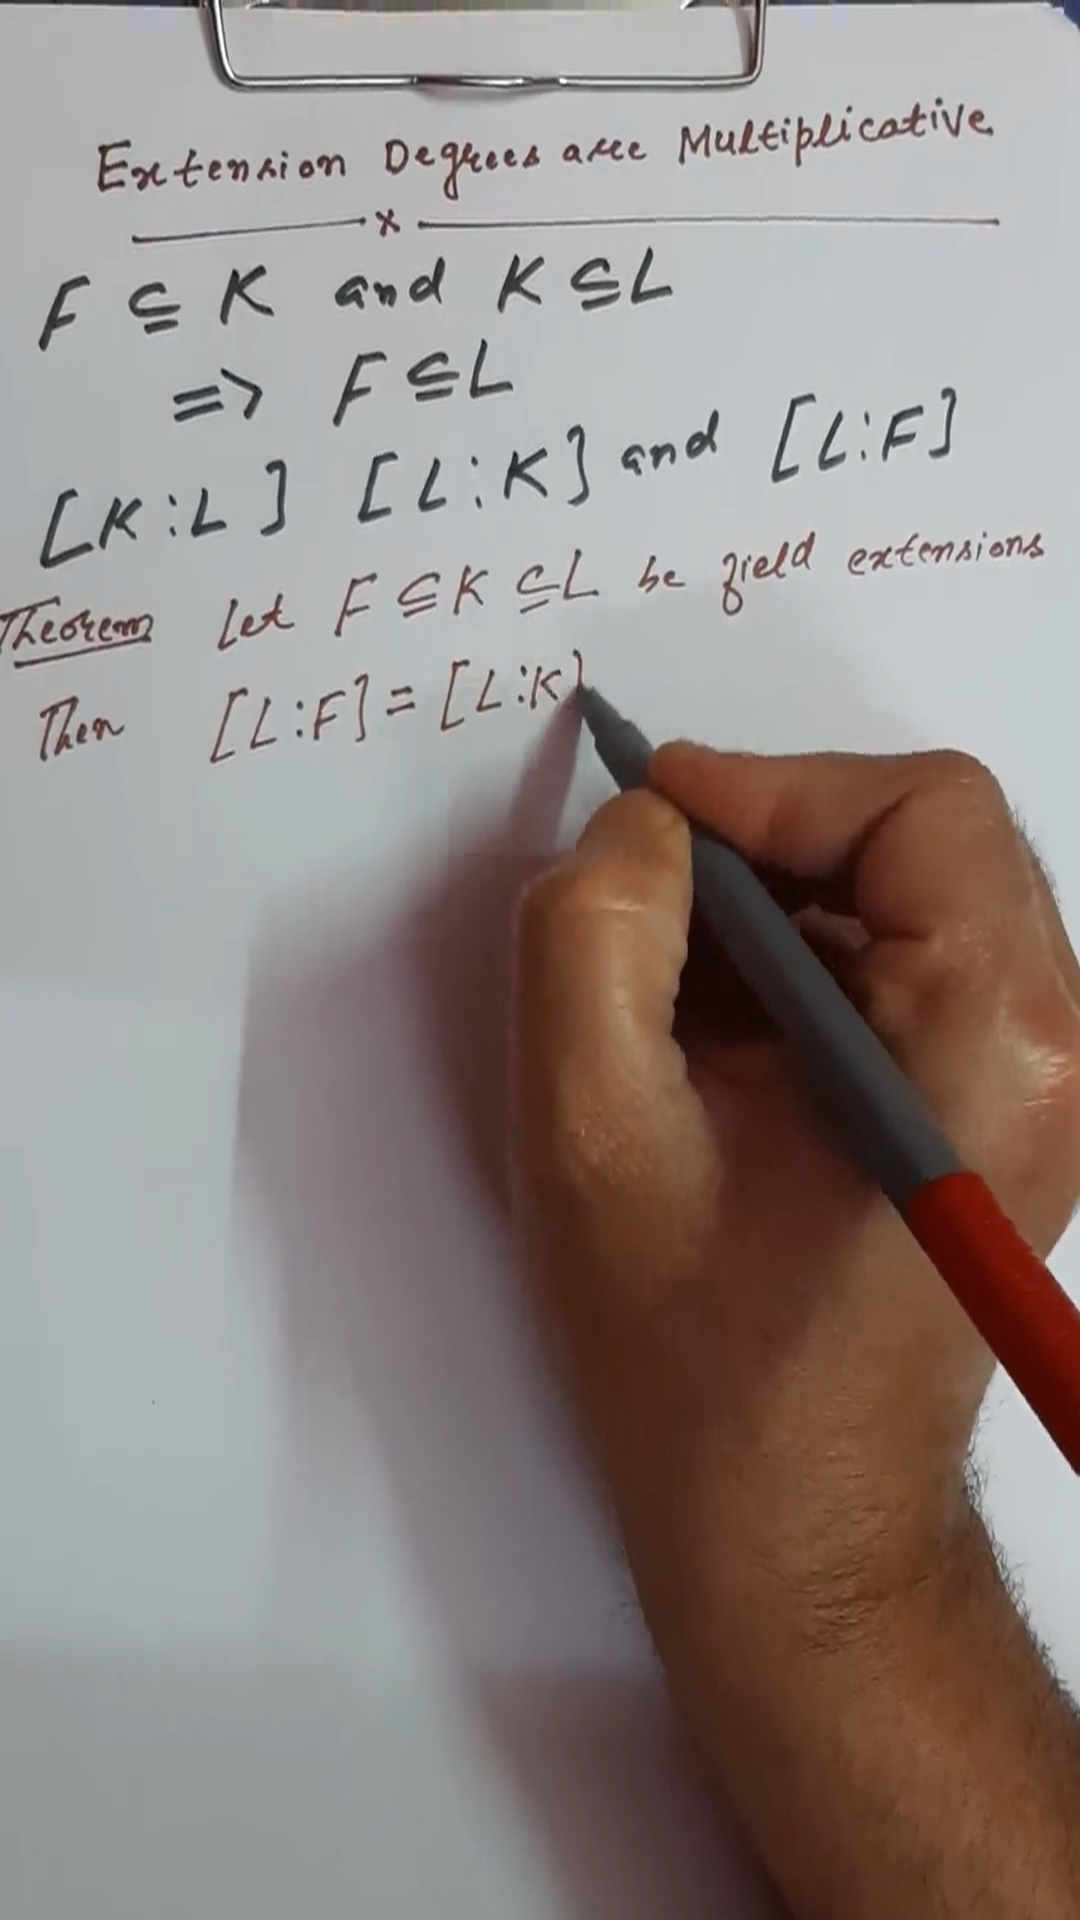 Extension Degrees are Multiplicative
x
F ⊆ K and K ⊆ L
=> F ⊆ L
[K:L] [L:K] and [L:F]
Theorem Let F ⊆ K ⊆ L be field extensions
Then [L:F] = [L:K]